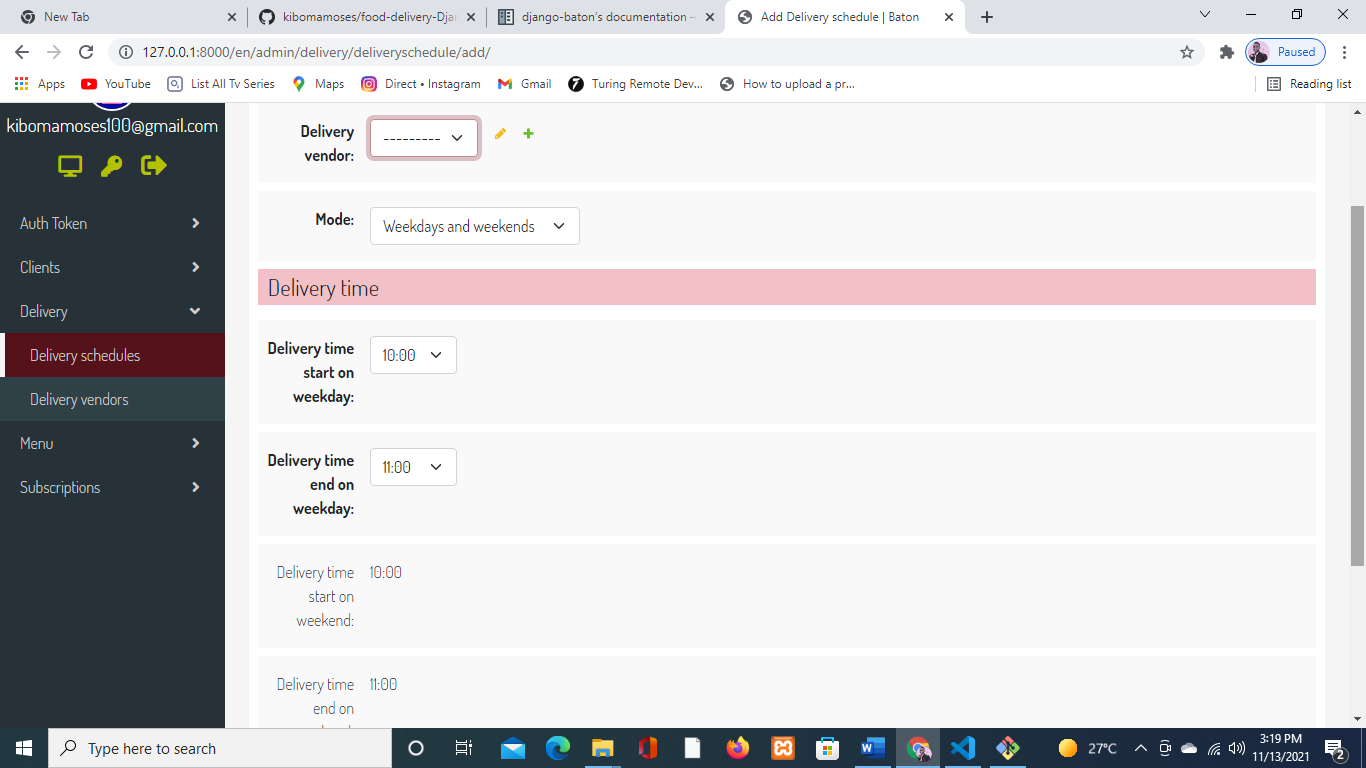 New Tab
kibomamoses/food-delivery-Djan
django-baton's documentation —
Add Delivery schedule | Baton
127.0.0.1:8000/en/admin/delivery/deliveryschedule/add/
Paused
Apps
YouTube
List All Tv Series
Maps
Direct • Instagram
Gmail
Turing Remote Dev...
How to upload a pr...
Reading list
kibomamoses100@gmail.com
Auth Token
Clients
Delivery
Delivery schedules
Delivery vendors
Menu
Subscriptions
Delivery
vendor:
---------
Mode:
Weekdays and weekends
Delivery time
Delivery time
start on
weekday:
10:00
Delivery time
end on
weekday:
11:00
Delivery time
start on
weekend:
10:00
Delivery time
end on
11:00
Type here to search
27°C
3:19 PM
11/13/2021
2